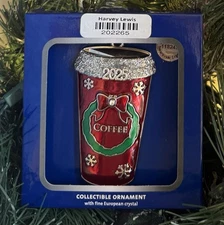 Harvey Lewis
202265
2025
COFFEE
COLLECTIBLE ORNAMENT
with fine European crystal